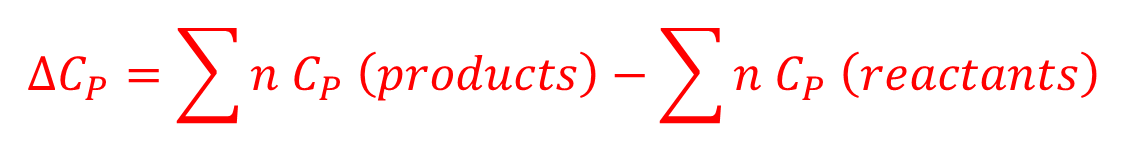 ΔC_P = ∑ n C_P (products) − ∑ n C_P (reactants)